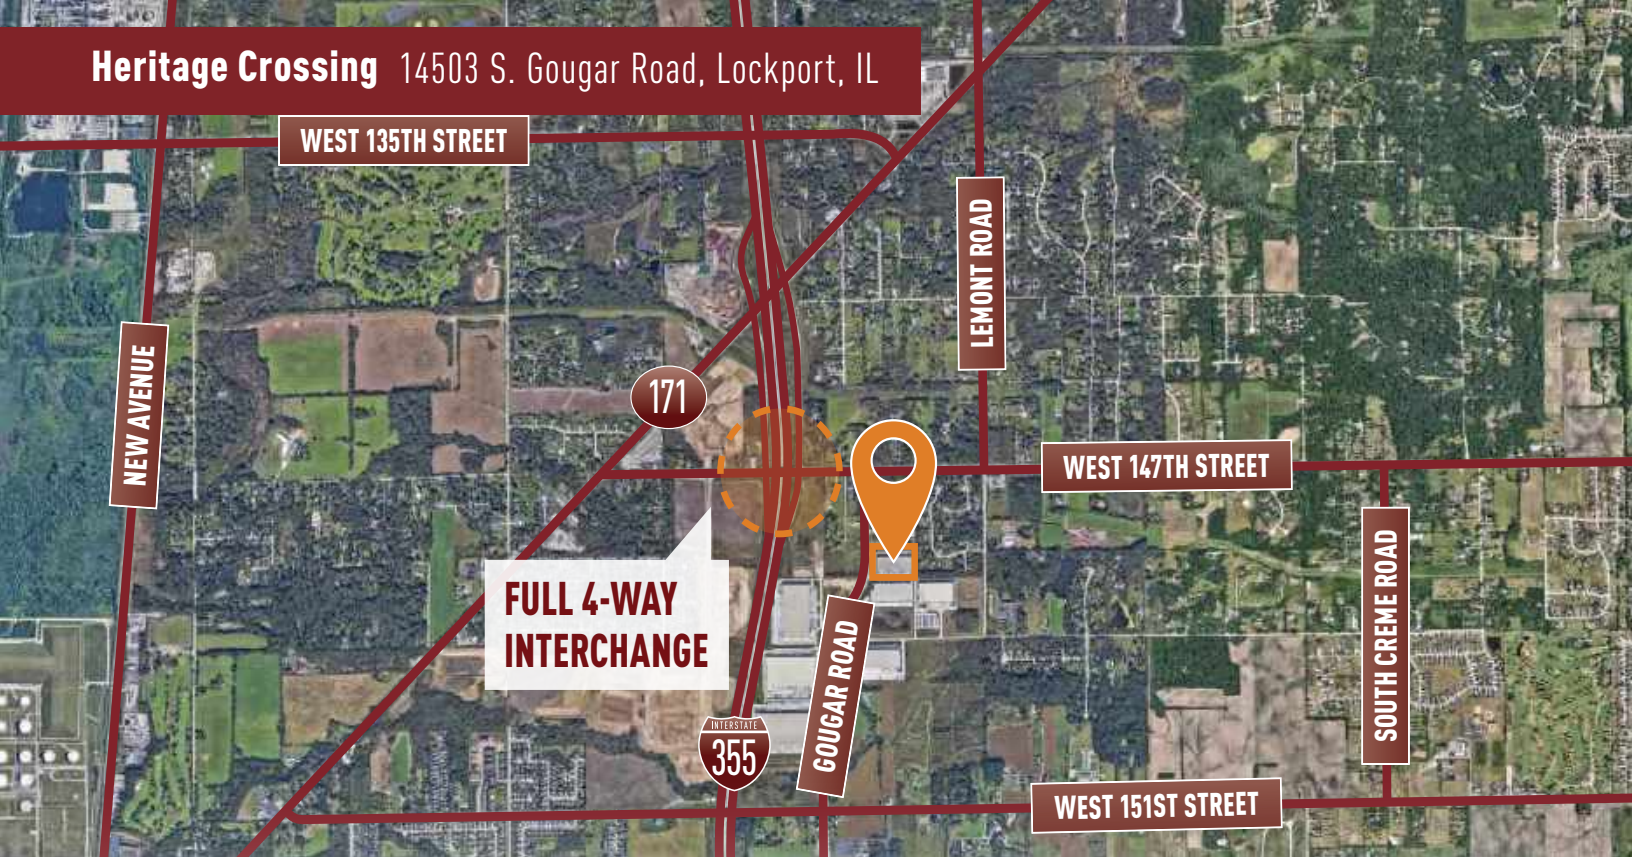 Heritage Crossing 14503 S. Gougar Road, Lockport, IL
WEST 135TH STREET
LEMONT ROAD
NEW AVENUE
171
WEST 147TH STREET
FULL 4-WAY
INTERCHANGE
SOUTH CREME ROAD
GOUGAR ROAD
INTERSTATE
355
WEST 151ST STREET